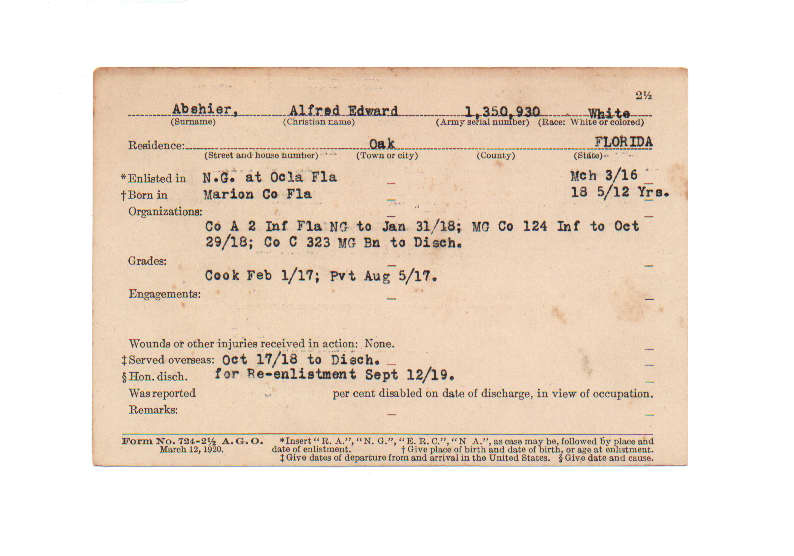 2½
Abshier, Alfred Edward 1,350,930 White
(Surname) (Christian name) (Army serial number) (Race: White or colored)
Residence: Oak FLORIDA
(Street and house number) (Town or city) (County) (State)
*Enlisted in N.G. at Ocla Fla Mch 3/16
†Born in Marion Co Fla 18 5/12 Yrs.
Organizations:
Co A 2 Inf Fla NG to Jan 31/18; MG Co 124 Inf to Oct
29/18; Co C 323 MG Bn to Disch.
Grades:
Cook Feb 1/17; Pvt Aug 5/17.
Engagements:
Wounds or other injuries received in action: None.
‡Served overseas: Oct 17/18 to Disch.
§Hon. disch. for Re-enlistment Sept 12/19.
Was reported per cent disabled on date of discharge, in view of occupation.
Remarks:
Form No. 724-2½ A.G.O. *Insert "R. A.", "N. G.", "E. R. C.", "N A.", as case may be, followed by place and
March 12, 1920. date of enlistment. †Give place of birth and date of birth, or age at enlistment.
‡Give dates of departure from and arrival in the United States. §Give date and cause.